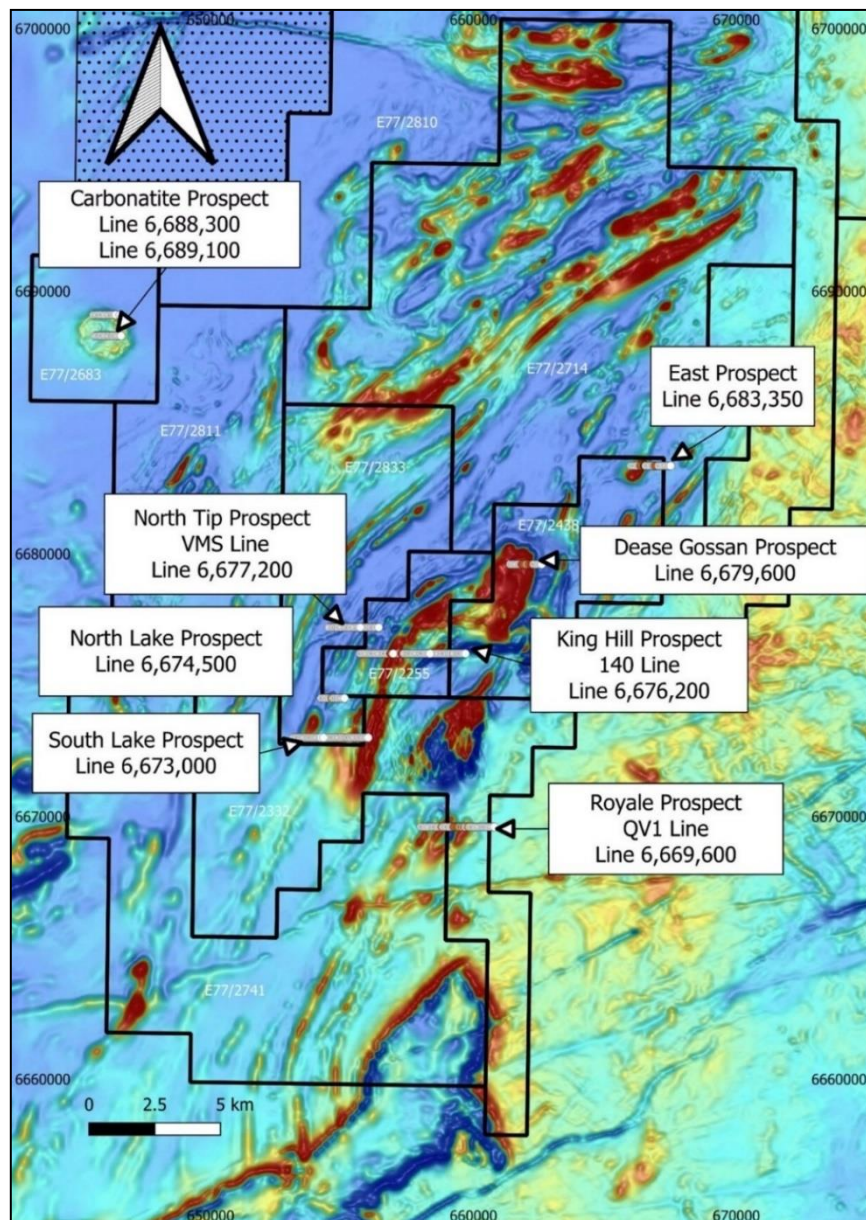 650000
660000
670000
6700000
6700000
E77/2810
Carbonatite Prospect
Line 6,688,300
Line 6,689,100
6690000
6690000
E77/2683
E77/2714
East Prospect
Line 6,683,350
E77/2811
E77/2833
North Tip Prospect
VMS Line
Line 6,677,200
E77/2438
6680000
Dease Gossan Prospect
Line 6,679,600
North Lake Prospect
Line 6,674,500
King Hill Prospect
140 Line
Line 6,676,200
E77/2255
South Lake Prospect
Line 6,673,000
E77/2332
6670000
6670000
Royale Prospect
QV1 Line
Line 6,669,600
E77/2741
6660000
6660000
0 2.5 5 km
650000
660000
670000